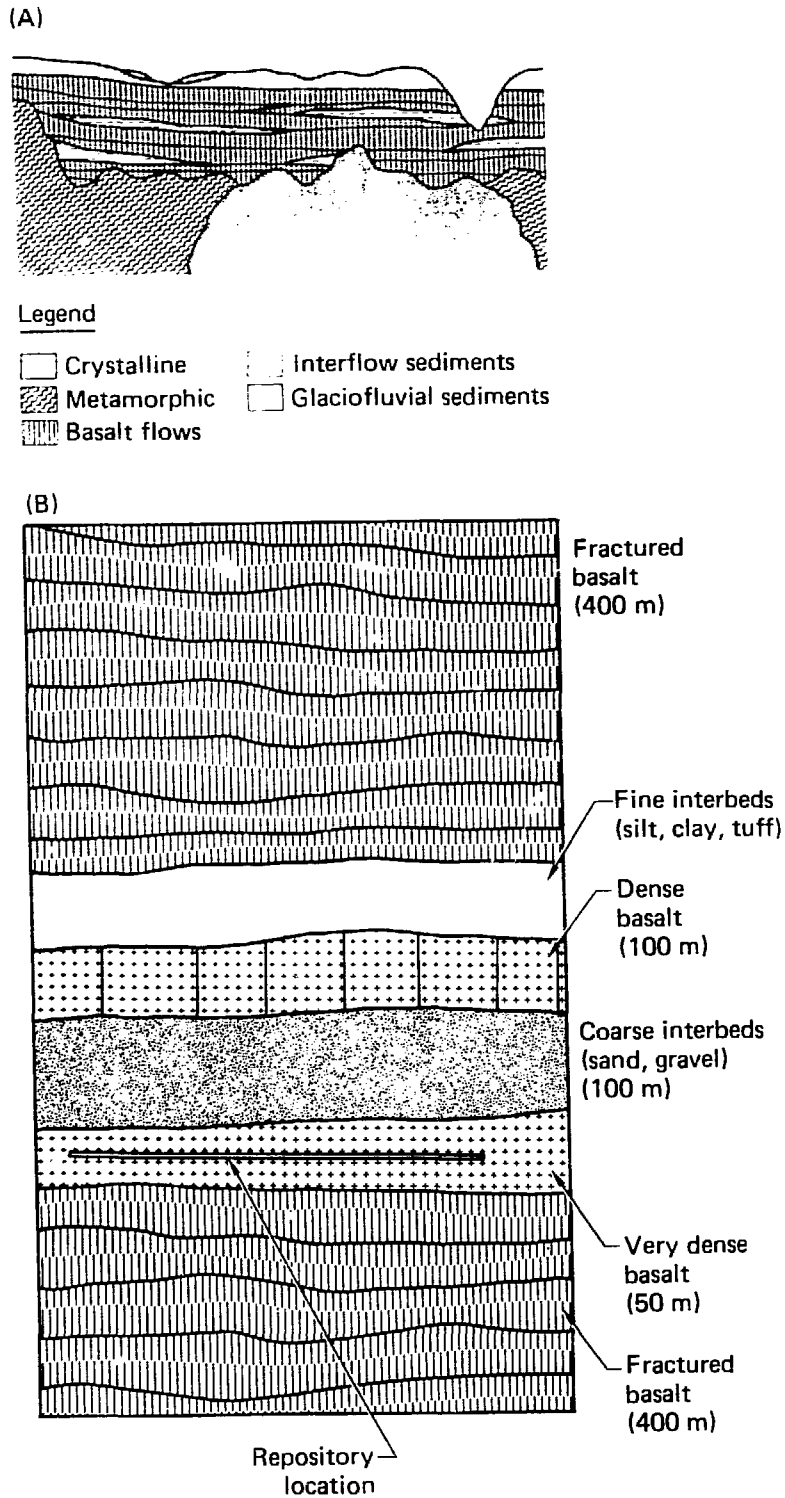 (A)
Legend
Crystalline
Interflow sediments
Metamorphic
Glaciofluvial sediments
Basalt flows
(B)
Fractured
basalt
(400 m)
Fine interbeds
(silt, clay, tuff)
Dense
basalt
(100 m)
Coarse interbeds
(sand, gravel)
(100 m)
Very dense
basalt
(50 m)
Fractured
basalt
(400 m)
Repository
location